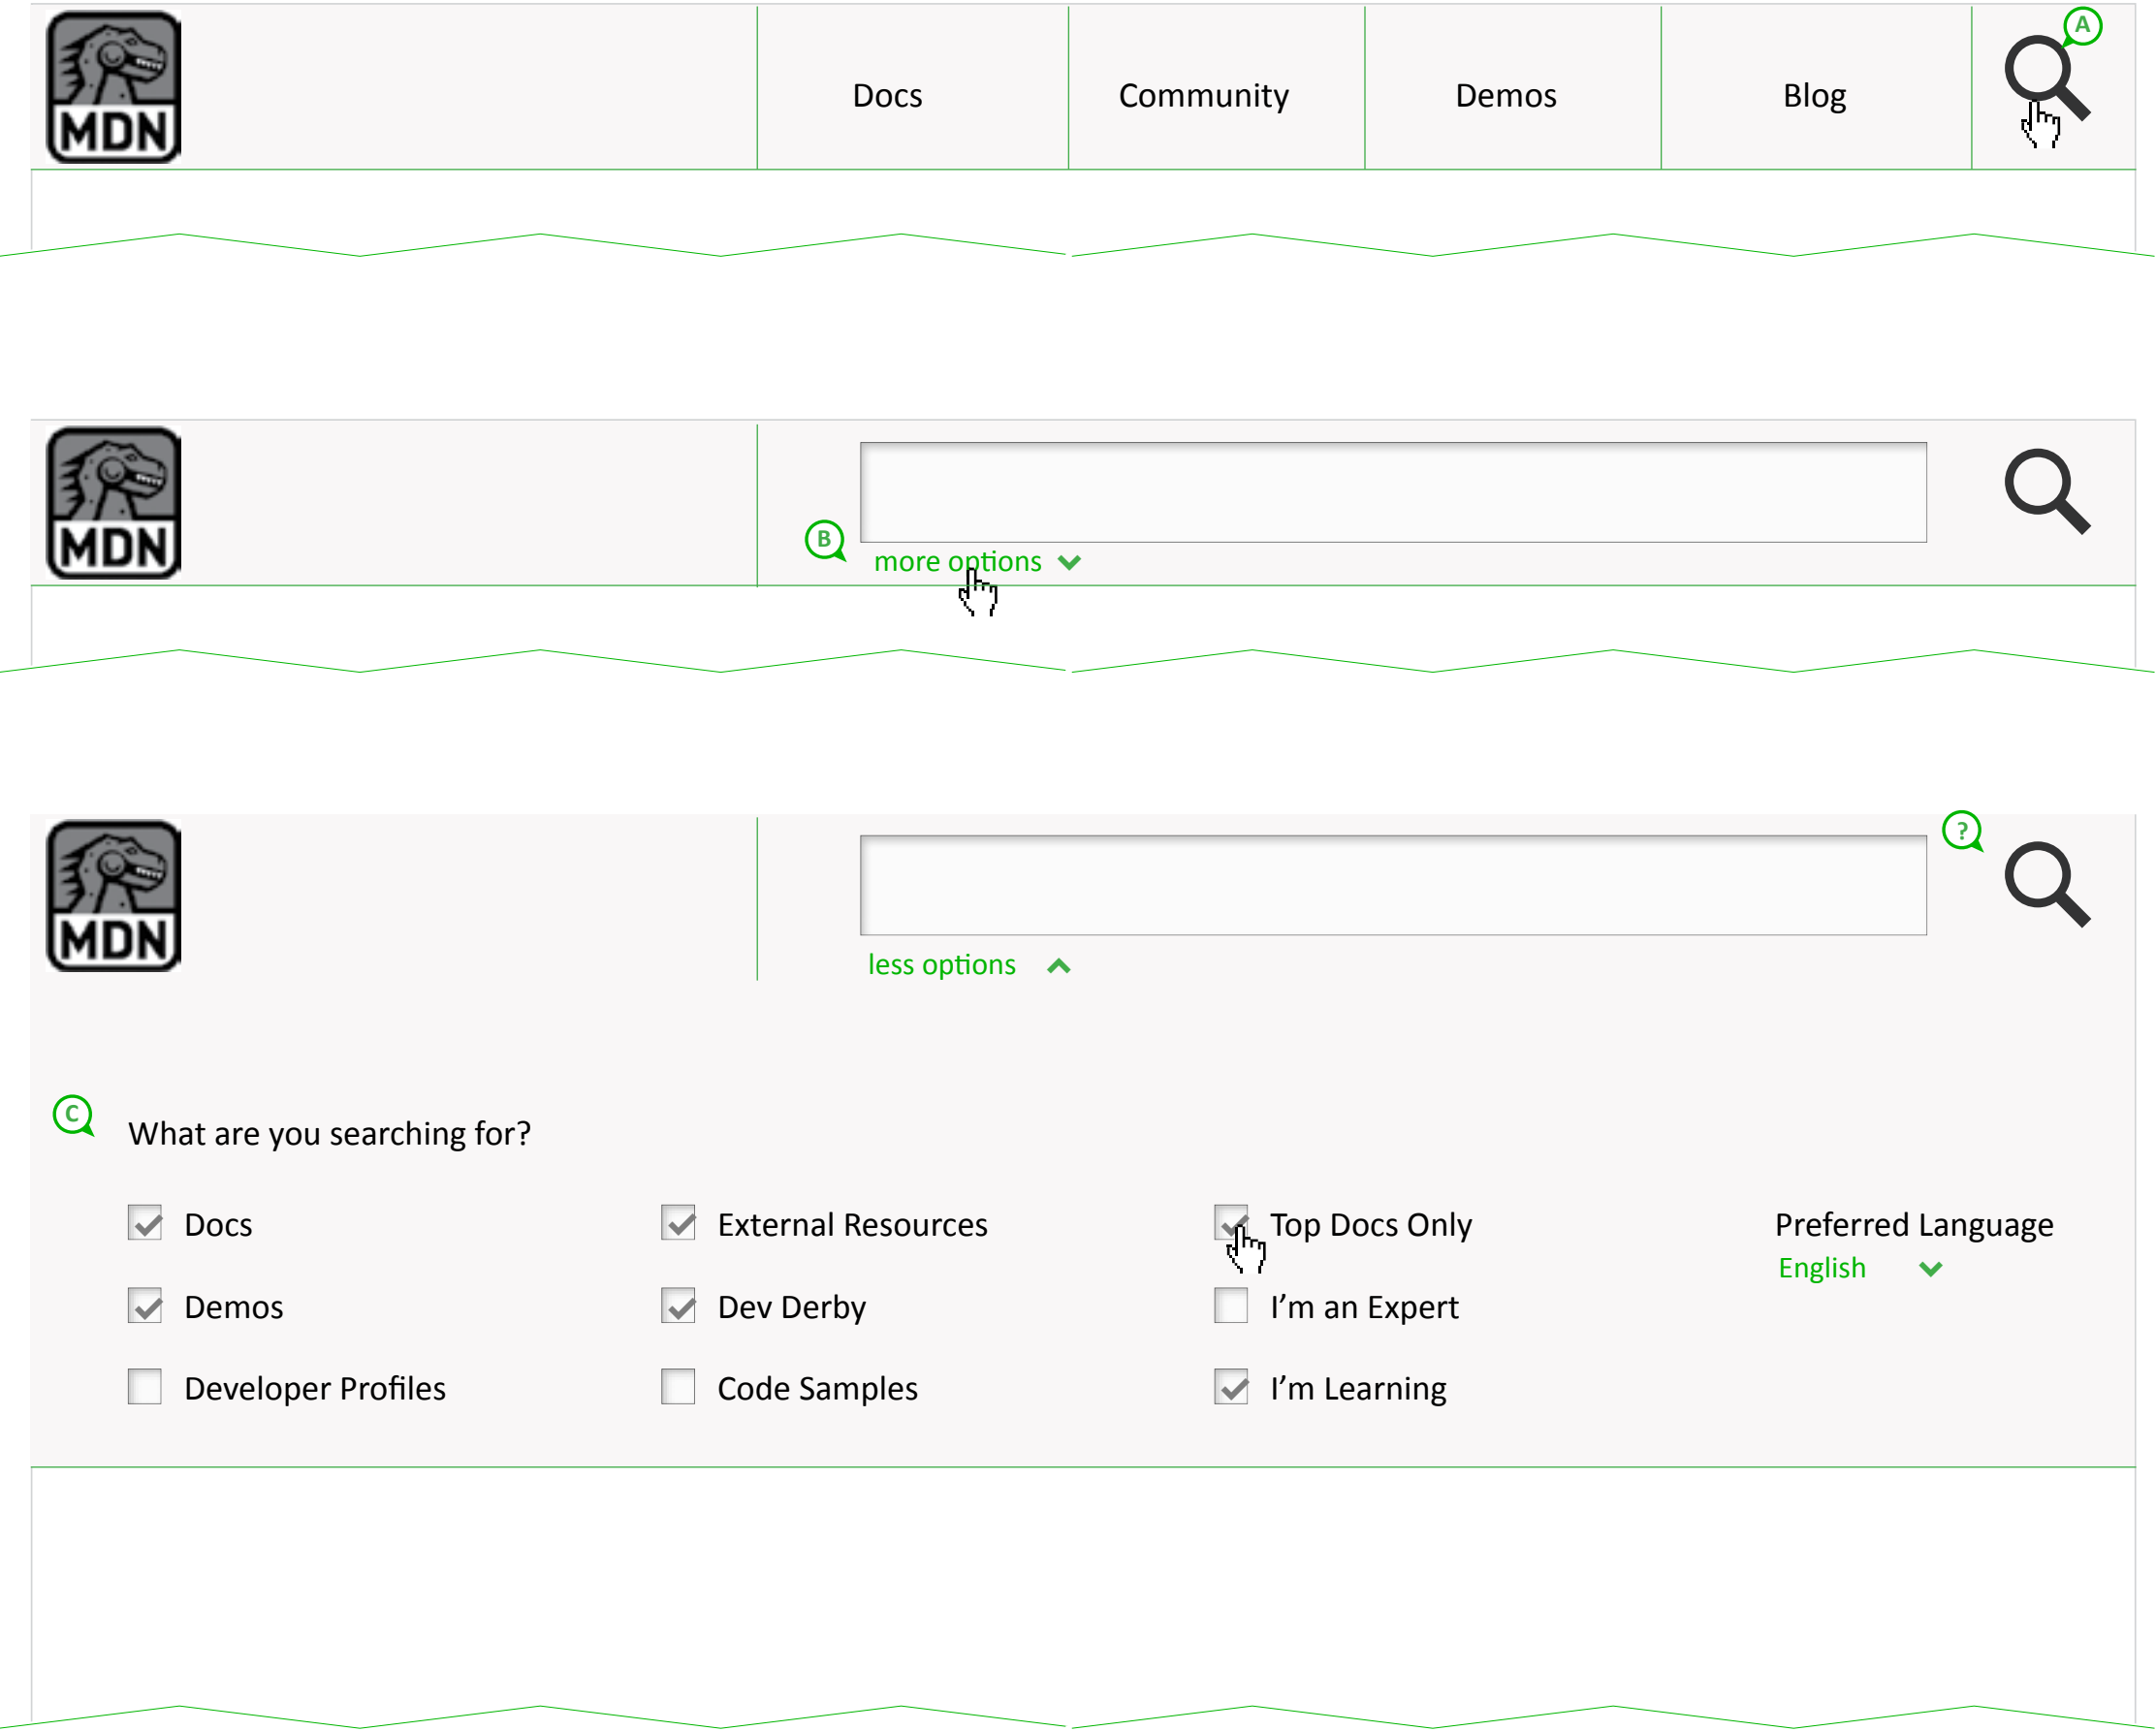 MDN Docs Community Demos Blog A
MDN
B more options
MDN ?
less options
C What are you searching for?
Docs External Resources Top Docs Only Preferred Language
English
Demos Dev Derby I’m an Expert
Developer Profiles Code Samples I’m Learning